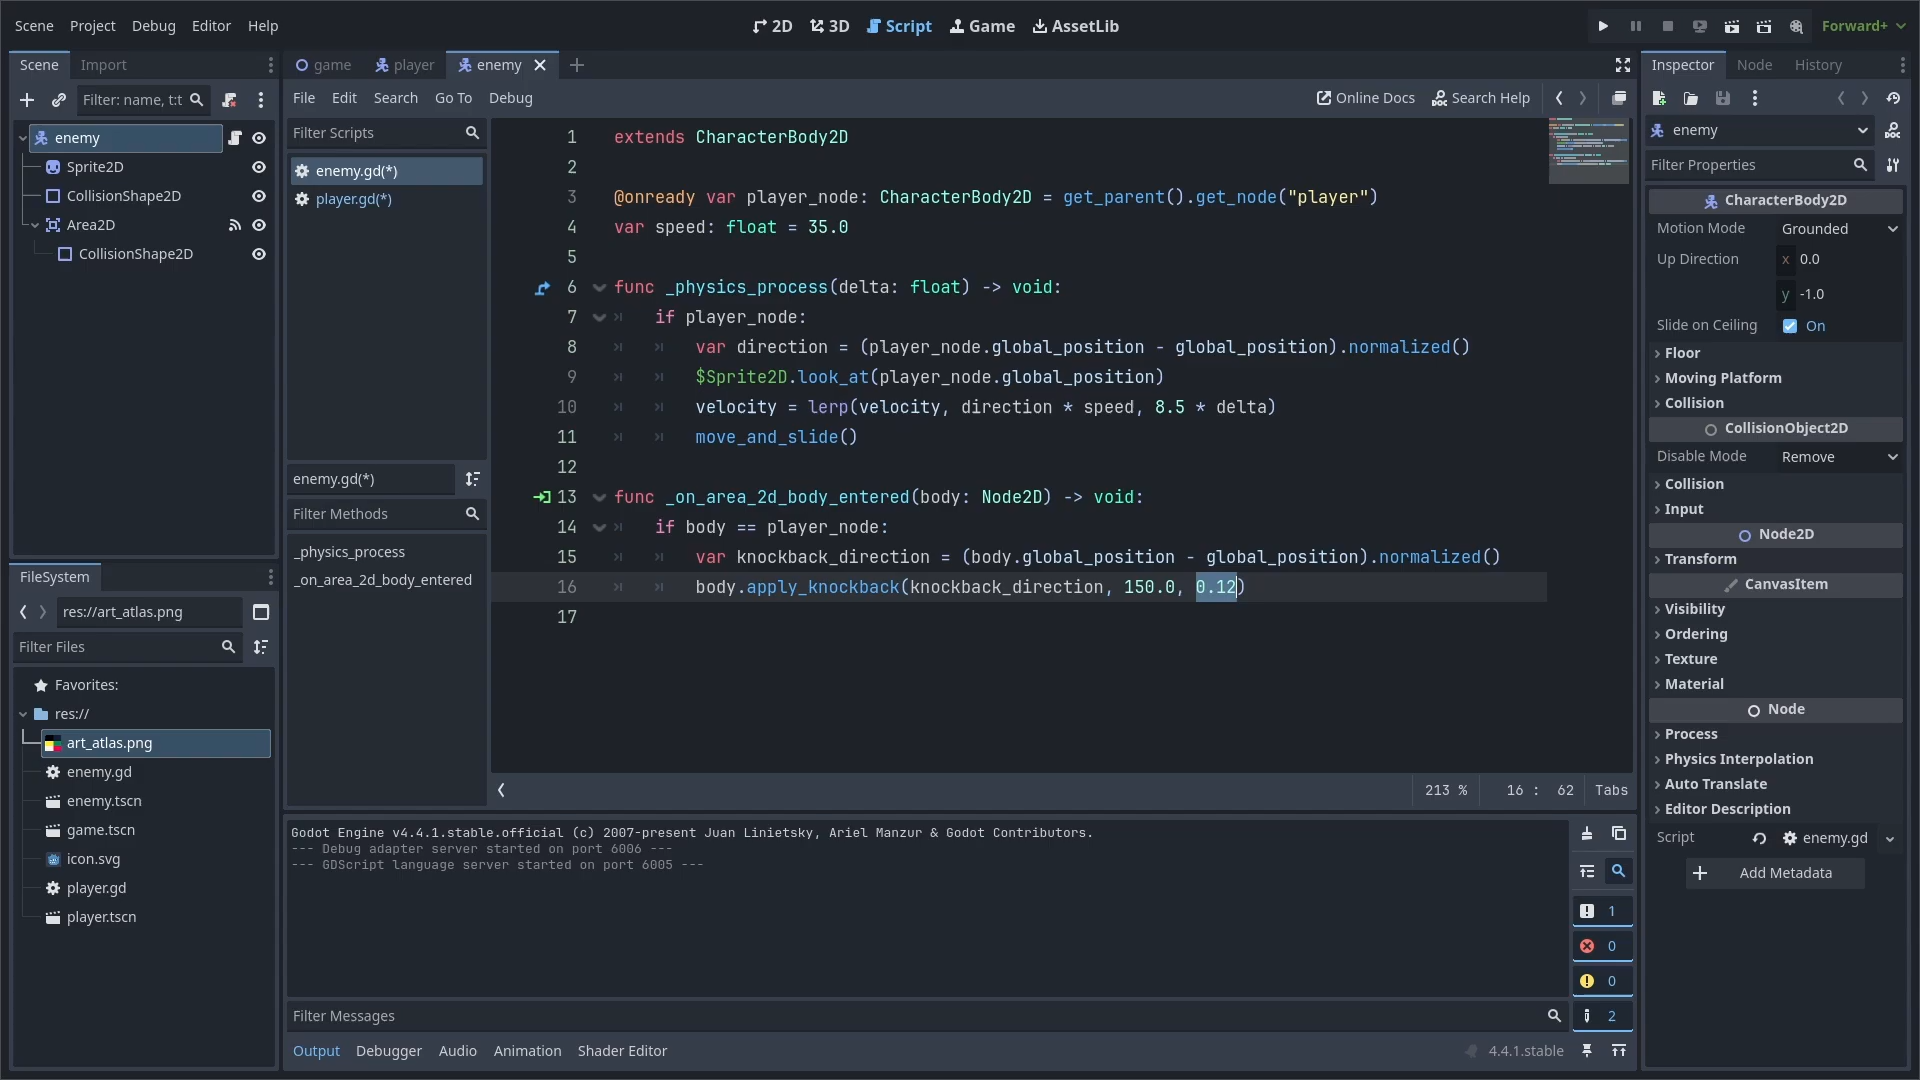 Scene Project Debug Editor Help
2D 3D Script Game AssetLib
Forward+
Scene Import
Filter: name, t:t
enemy
Sprite2D
CollisionShape2D
Area2D
CollisionShape2D
FileSystem
res://art_atlas.png
Filter Files
Favorites:
res://
art_atlas.png
enemy.gd
enemy.tscn
game.tscn
icon.svg
player.gd
player.tscn
game player enemy
File Edit Search Go To Debug
Online Docs Search Help
Filter Scripts
enemy.gd(*)
player.gd(*)
enemy.gd(*)
Filter Methods
_physics_process
_on_area_2d_body_entered
1 extends CharacterBody2D
2
3 @onready var player_node: CharacterBody2D = get_parent().get_node("player")
4 var speed: float = 35.0
5
6 func _physics_process(delta: float) -> void:
7 if player_node:
8 var direction = (player_node.global_position - global_position).normalized()
9 $Sprite2D.look_at(player_node.global_position)
10 velocity = lerp(velocity, direction * speed, 8.5 * delta)
11 move_and_slide()
12
13 func _on_area_2d_body_entered(body: Node2D) -> void:
14 if body == player_node:
15 var knockback_direction = (body.global_position - global_position).normalized()
16 body.apply_knockback(knockback_direction, 150.0, 0.12)
17
213 % 16 : 62 Tabs
Godot Engine v4.4.1.stable.official (c) 2007-present Juan Linietsky, Ariel Manzur & Godot Contributors.
--- Debug adapter server started on port 6006 ---
--- GDScript language server started on port 6005 ---
1
0
0
2
Filter Messages
Output Debugger Audio Animation Shader Editor
4.4.1.stable
Inspector Node History
enemy
Filter Properties
CharacterBody2D
Motion Mode Grounded
Up Direction x 0.0
y -1.0
Slide on Ceiling On
Floor
Moving Platform
Collision
CollisionObject2D
Disable Mode Remove
Collision
Input
Node2D
Transform
CanvasItem
Visibility
Ordering
Texture
Material
Node
Process
Physics Interpolation
Auto Translate
Editor Description
Script enemy.gd
Add Metadata